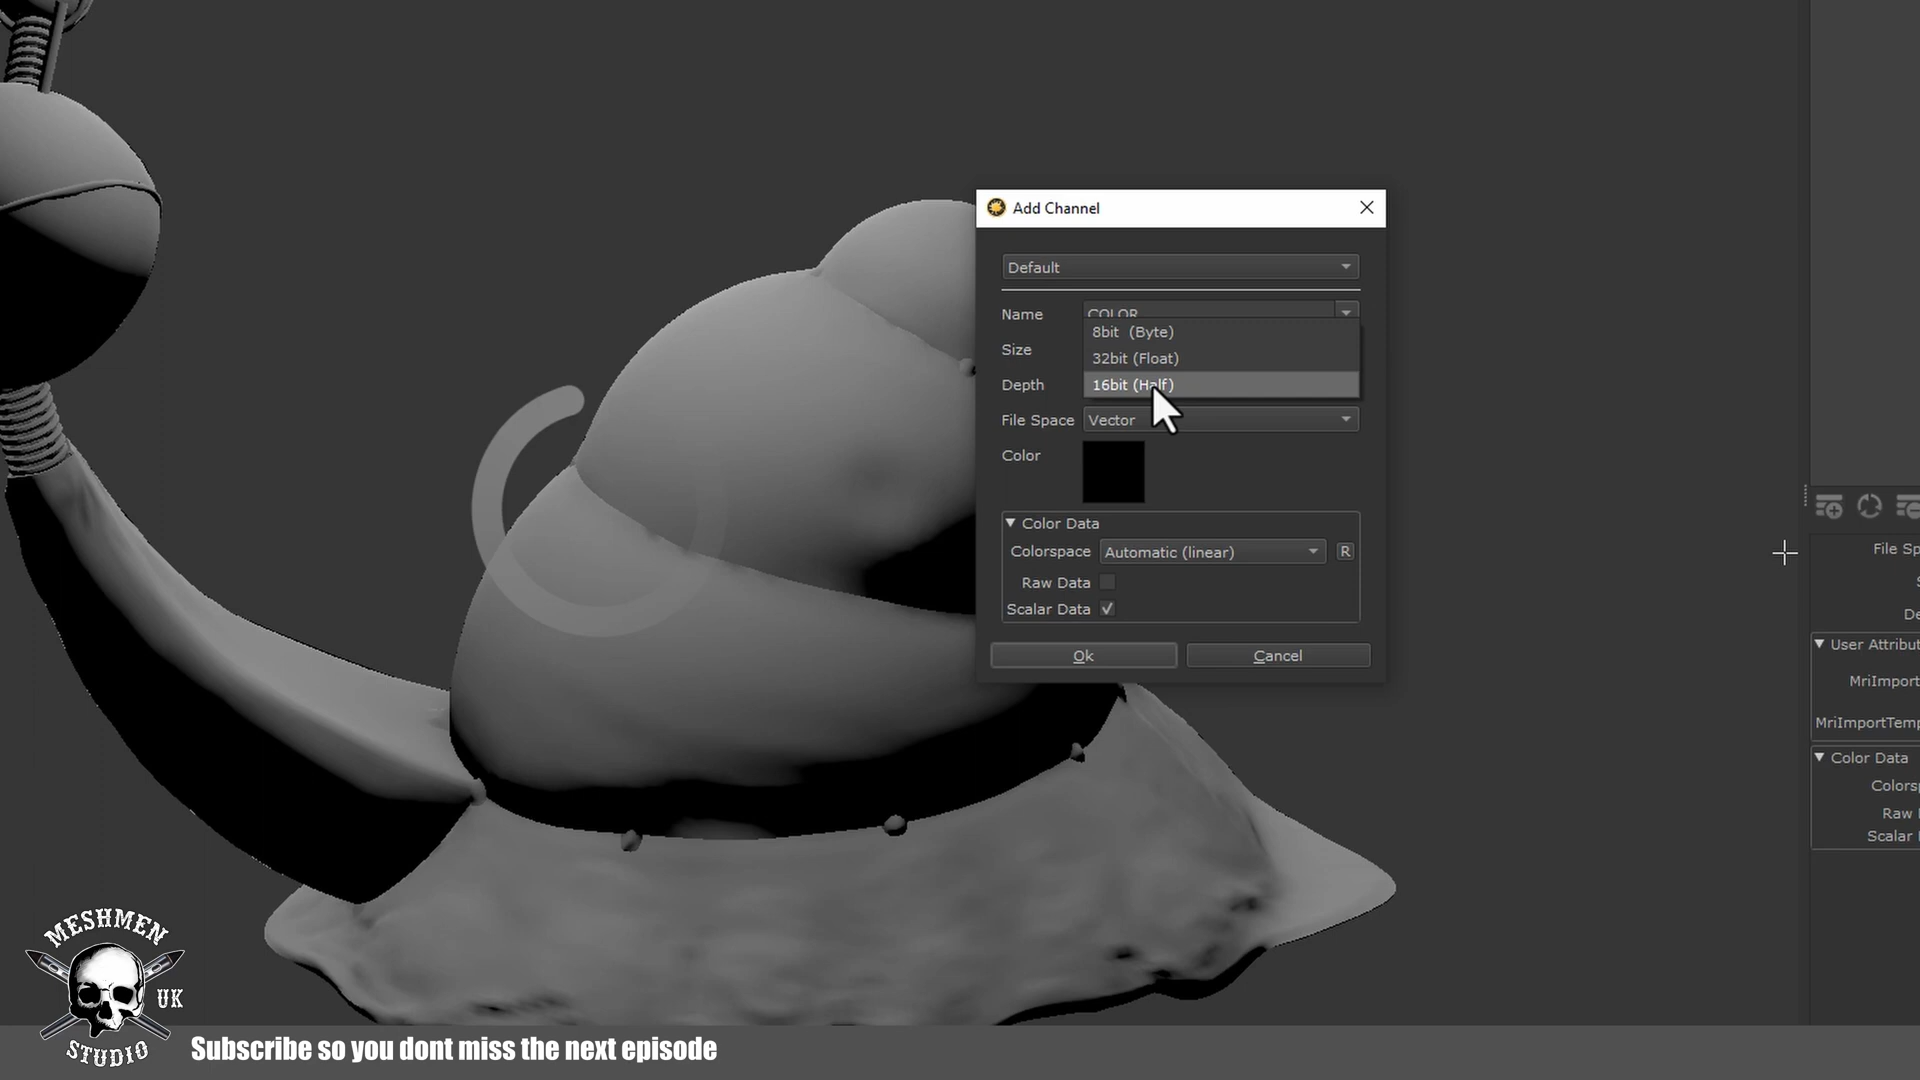 Add Channel
Default
Name COLOR
8bit (Byte)
Size
32bit (Float)
Depth 16bit (Half)
File Space Vector
Color
Color Data
Colorspace Automatic (linear) R
Raw Data
Scalar Data
Ok Cancel
File Sp
De
User Attribut
MriImport
MriImportTemp
Color Data
Colorsp
Raw
Scalar
MESHMEN
UK
STUDIO
Subscribe so you dont miss the next episode